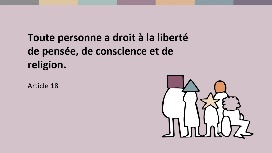 Toute personne a droit à la liberté
de pensée, de conscience et de
religion.
Article 18